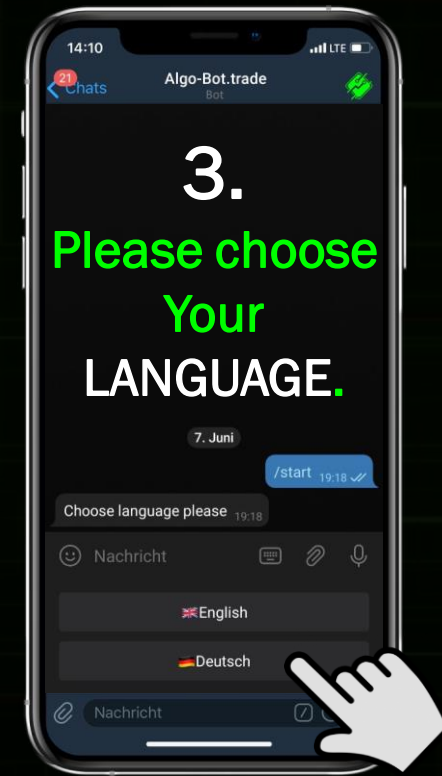 14:10
LTE
21
Chats
Algo-Bot.trade
Bot
3.
Please choose
Your
LANGUAGE.
7. Juni
/start 19:18
Choose language please 19:18
Nachricht
English
Deutsch
Nachricht